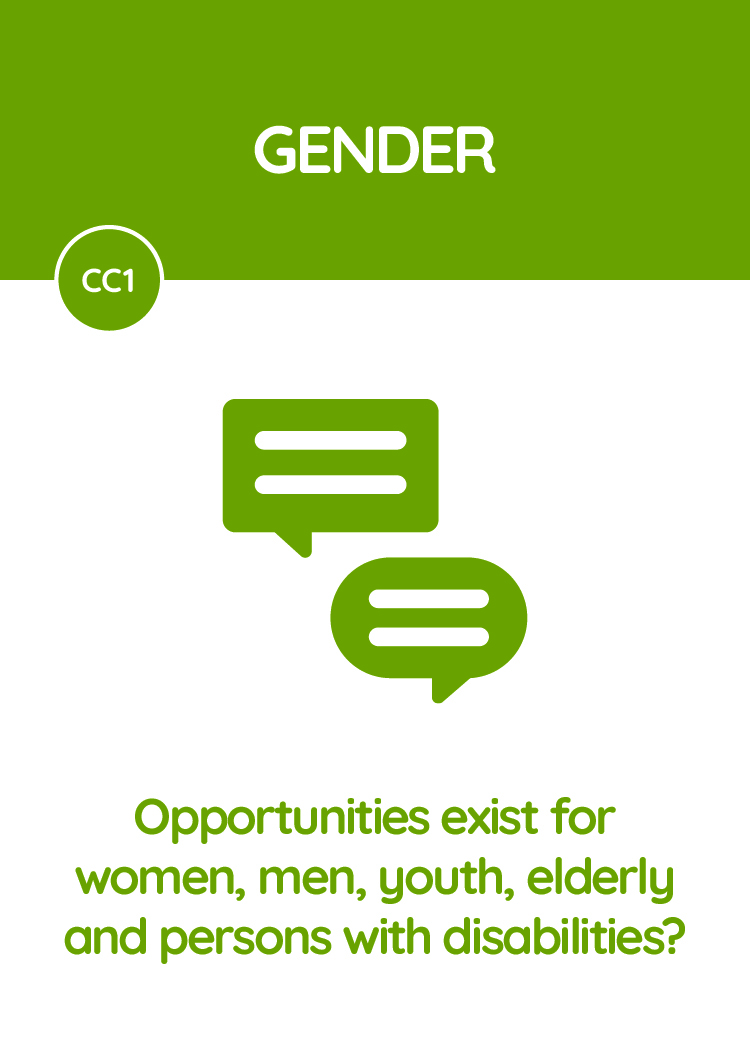 GENDER
CC1
Opportunities exist for
women, men, youth, elderly
and persons with disabilities?